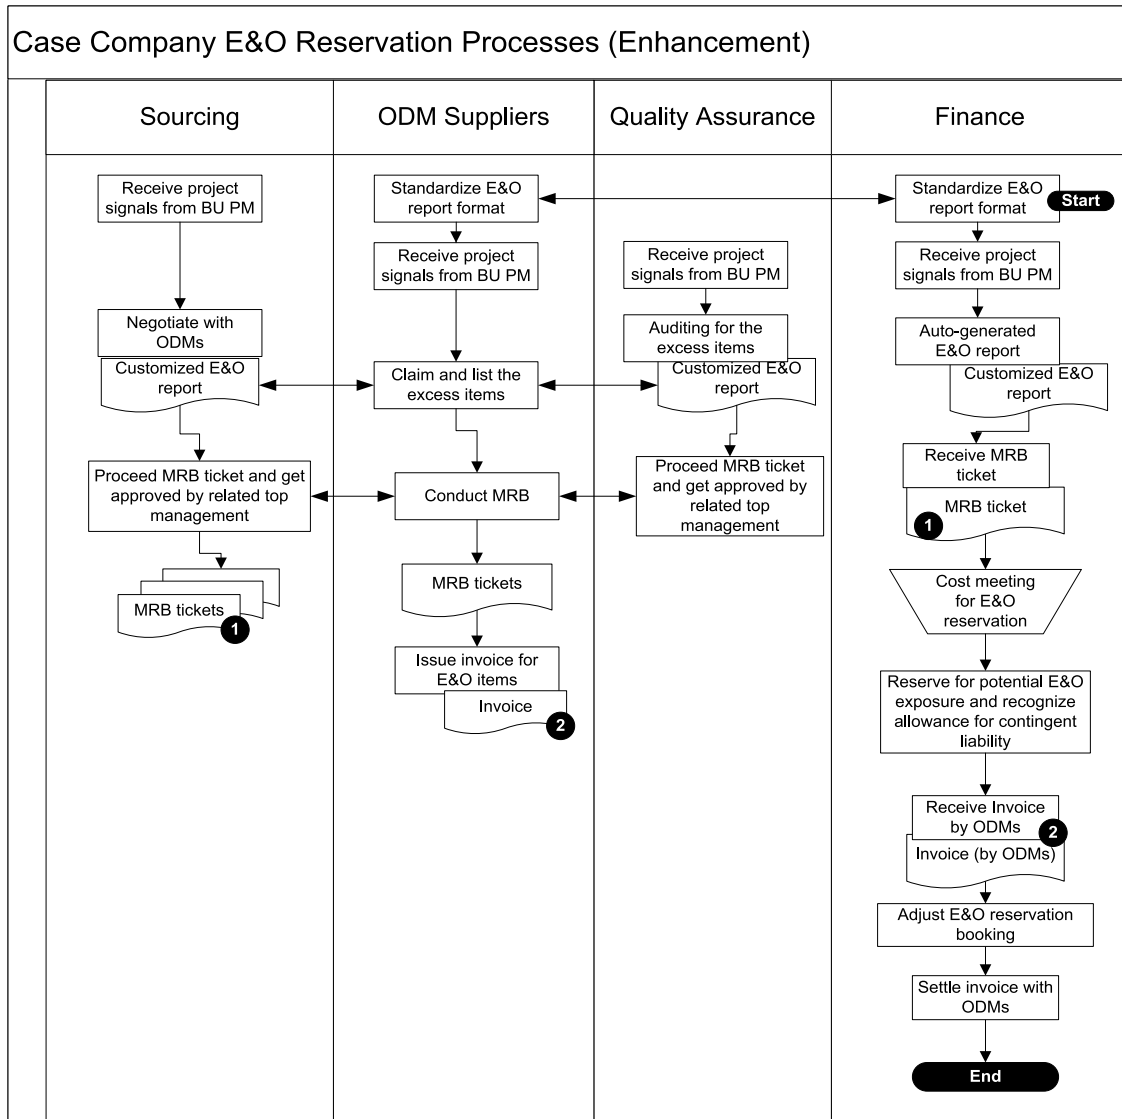 Case Company E&O Reservation Processes (Enhancement)
Sourcing
ODM Suppliers
Quality Assurance
Finance
Receive project
signals from BU PM
Negotiate with
ODMs
Customized E&O
report
Proceed MRB ticket and get
approved by related top
management
MRB tickets
1
Standardize E&O
report format
Receive project
signals from BU PM
Claim and list the
excess items
Conduct MRB
MRB tickets
Issue invoice for
E&O items
Invoice
2
Receive project
signals from BU PM
Auditing for the
excess items
Customized E&O
report
Proceed MRB ticket
and get approved by
related top
management
Standardize E&O
report format
Start
Receive project
signals from BU PM
Auto-generated
E&O report
Customized E&O
report
Receive MRB
ticket
MRB ticket
1
Cost meeting
for E&O
reservation
Reserve for potential E&O
exposure and recognize
allowance for contingent
liability
Receive Invoice
by ODMs
2
Invoice (by ODMs)
Adjust E&O reservation
booking
Settle invoice with
ODMs
End